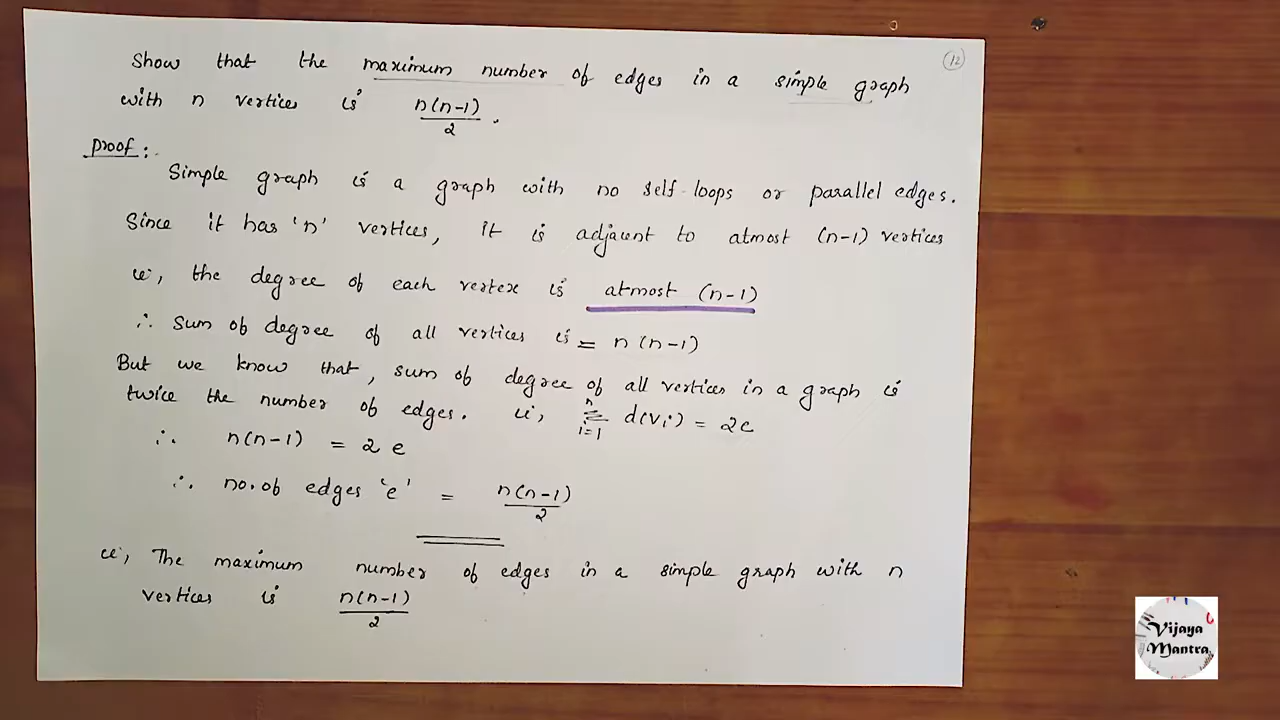 12
Show that the maximum number of edges in a simple graph
with n vertices is n(n-1)/2 .
Proof:
Simple graph is a graph with no self-loops or parallel edges.
Since it has 'n' vertices, it is adjacent to atmost (n-1) vertices
ie, the degree of each vertex is atmost (n-1)
∴ Sum of degree of all vertices is = n(n-1)
But we know that, sum of degree of all vertices in a graph is
twice the number of edges. ie, Σ_{i=1}^{n} d(vi) = 2e
∴ n(n-1) = 2e
∴ no. of edges 'e' = n(n-1)/2
ie, The maximum number of edges in a simple graph with n
vertices is n(n-1)/2
Vijaya
Mantra